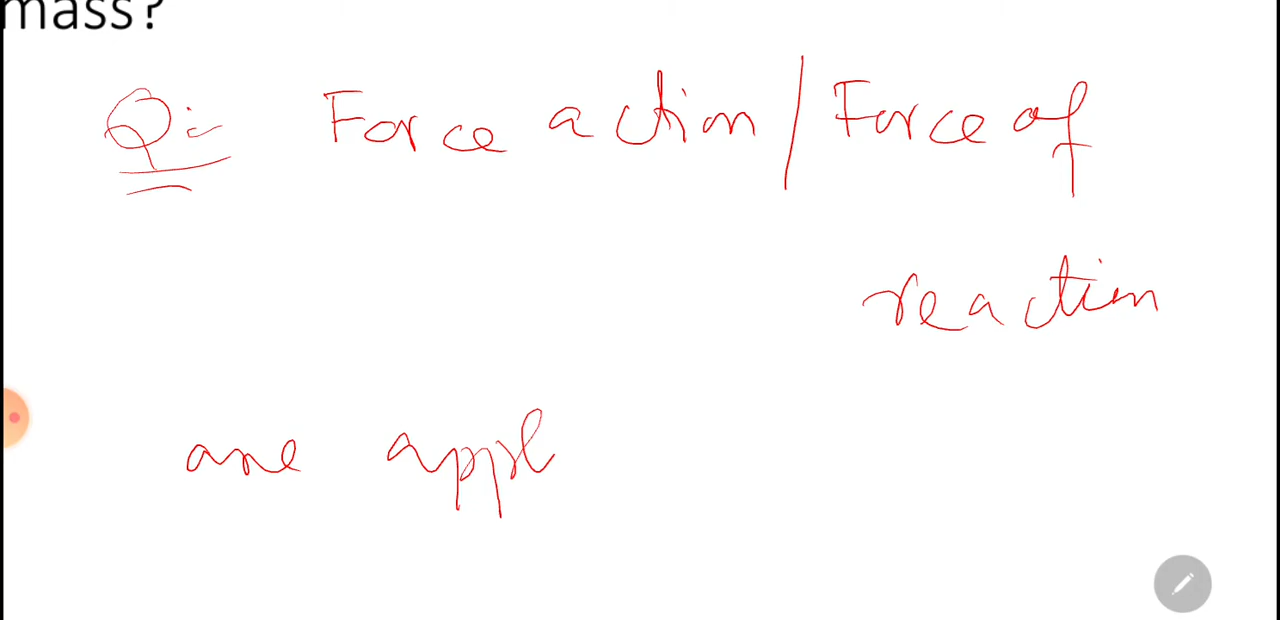 mass?
Q:- Force action / Force of
reaction
are appl